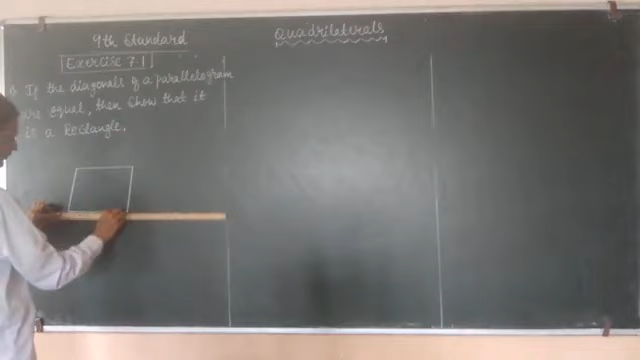 9th Standard
Quadrilaterals
Exercise 7.1
If the diagonals of a parallelogram
are equal, then show that it
is a Rectangle.